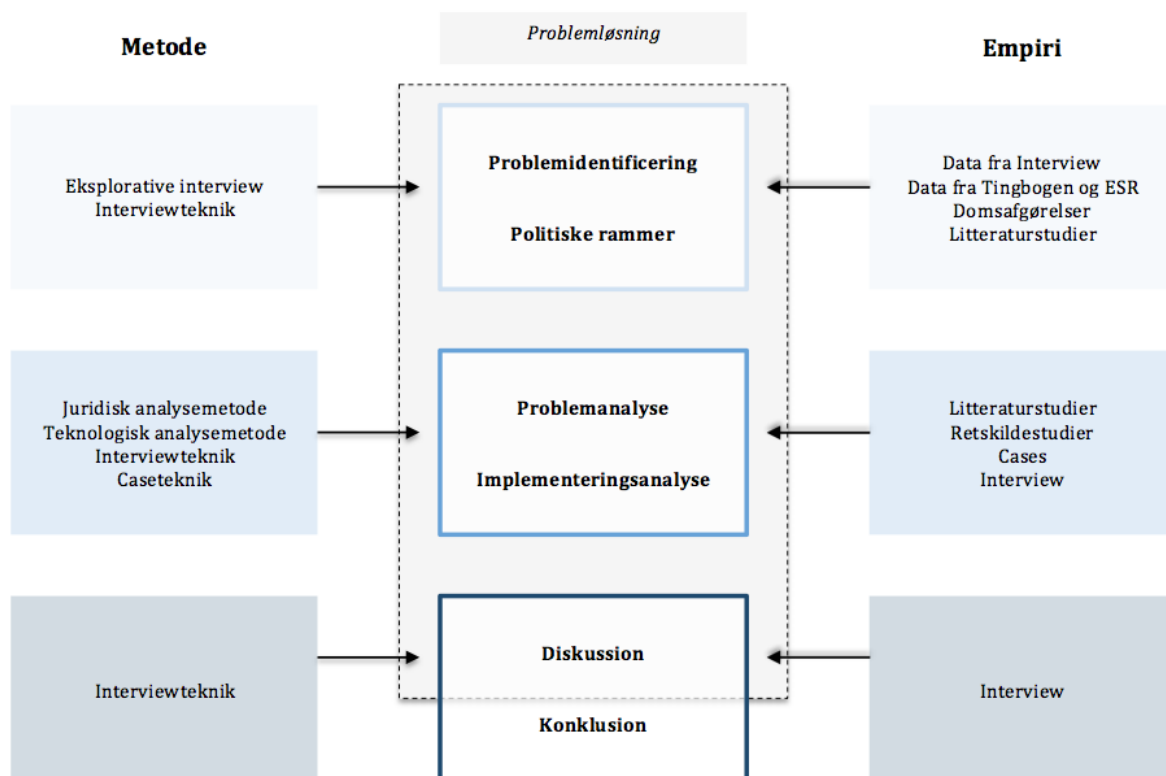 Metode
Problemløsning
Empiri
Eksplorative interview
Interviewteknik
Problemidentificering
Politiske rammer
Data fra Interview
Data fra Tingbogen og ESR
Domsafgørelser
Litteraturstudier
Juridisk analysemetode
Teknologisk analysemetode
Interviewteknik
Caseteknik
Problemanalyse
Implementeringsanalyse
Litteraturstudier
Retskildestudier
Cases
Interview
Interviewteknik
Diskussion
Konklusion
Interview